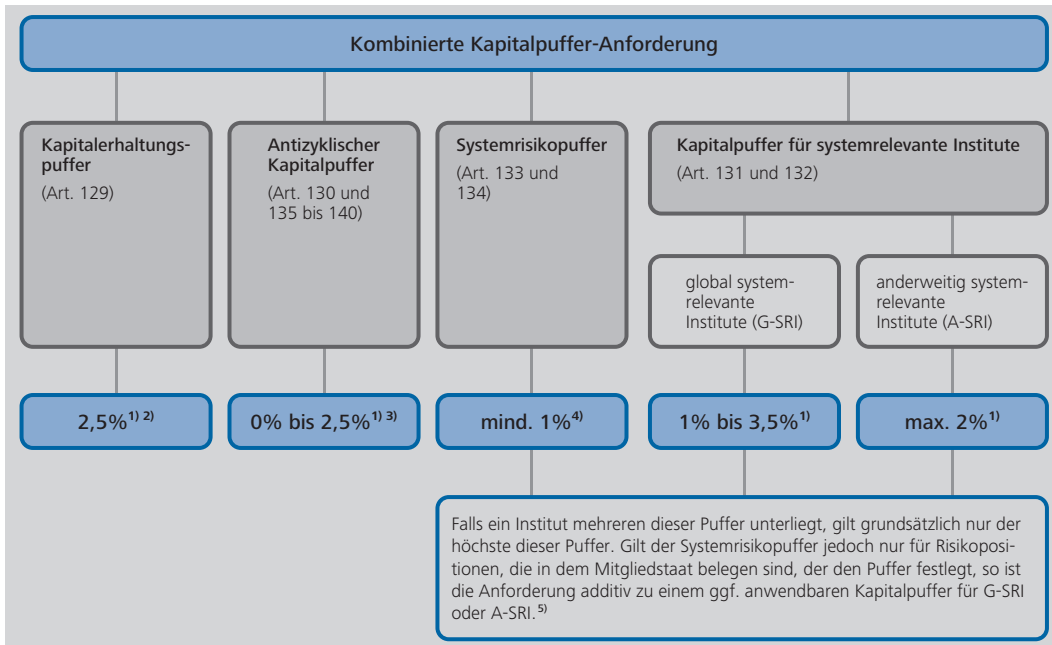 Kombinierte Kapitalpuffer-Anforderung
Kapitalerhaltungs-
puffer
(Art. 129)
Antizyklischer
Kapitalpuffer
(Art. 130 und
135 bis 140)
Systemrisikopuffer
(Art. 133 und
134)
Kapitalpuffer für systemrelevante Institute
(Art. 131 und 132)
global system-
relevante
Institute (G-SRI)
anderweitig system-
relevante
Institute (A-SRI)
2,5%1) 2)
0% bis 2,5%1) 3)
mind. 1%4)
1% bis 3,5%1)
max. 2%1)
Falls ein Institut mehreren dieser Puffer unterliegt, gilt grundsätzlich nur der
höchste dieser Puffer. Gilt der Systemrisikopuffer jedoch nur für Risikoposi-
tionen, die in dem Mitgliedstaat belegen sind, der den Puffer festlegt, so ist
die Anforderung additiv zu einem ggf. anwendbaren Kapitalpuffer für G-SRI
oder A-SRI.5)